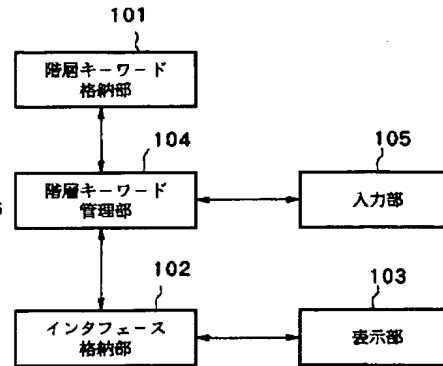 101
階層キーワード
格納部
104
105
階層キーワード
管理部
入力部
102
103
インタフェース
格納部
表示部